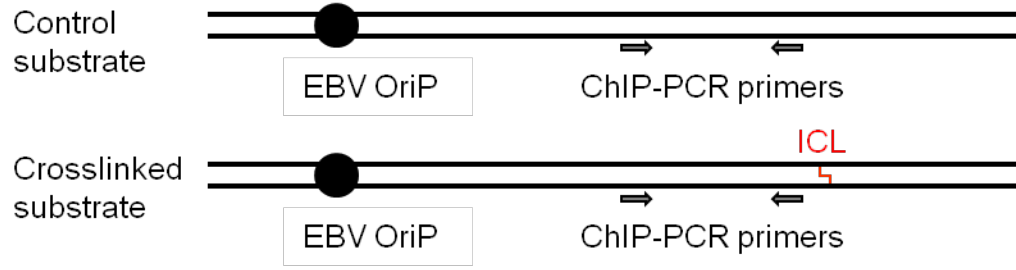 Control
substrate
EBV OriP
ChIP-PCR primers
ICL
Crosslinked
substrate
EBV OriP
ChIP-PCR primers